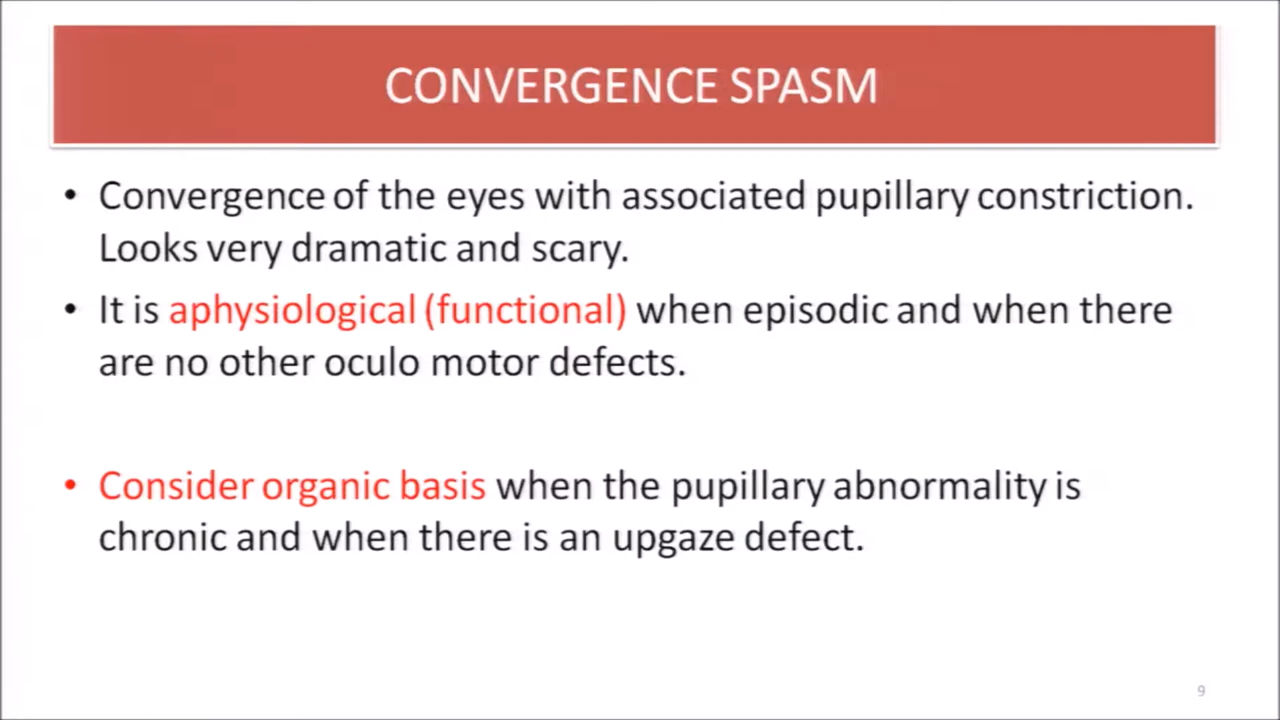 CONVERGENCE SPASM
• Convergence of the eyes with associated pupillary constriction.
Looks very dramatic and scary.
• It is aphysiological (functional) when episodic and when there
are no other oculo motor defects.
• Consider organic basis when the pupillary abnormality is
chronic and when there is an upgaze defect.
9